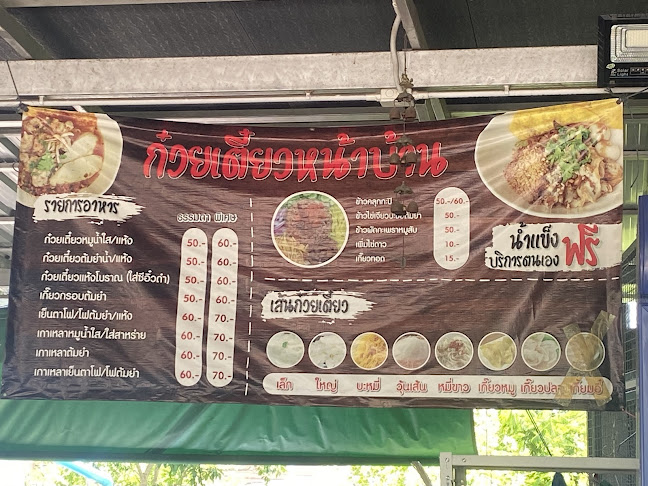 ก๋วยเตี๋ยวหน้าบ้าน
รายการอาหาร
ธรรมดา พิเศษ
ก๋วยเตี๋ยวหมูน้ำใส/แห้ง 50.- 60.-
ก๋วยเตี๋ยวต้มยำน้ำ/แห้ง 50.- 60.-
ก๋วยเตี๋ยวแห้งโบราณ (ใส่ซีอิ๊วดำ) 50.- 60.-
เกี๊ยวกรอบต้มยำ 50.- 60.-
เย็นตาโฟ/โฟต้มยำ/แห้ง 60.- 70.-
เกาเหลาหมูน้ำใส/ใส่สาหร่าย 60.- 70.-
เกาเหลาต้มยำ 60.- 70.-
เกาเหลาเย็นตาโฟ/โฟต้มยำ 60.- 70.-
ข้าวคลุกกะปิ 50.-/60.-
ข้าวไข่เจียว 50.-
ข้าวผัดกะเพราหมูสับ 50.-
เพิ่มไข่ดาว 10.-
เกี๊ยวทอด 15.-
น้ำแข็ง
บริการตนเอง ฟรี
เส้นก๋วยเตี๋ยว
เล็ก ใหญ่ บะหมี่ วุ้นเส้น หมี่ขาว เกี๊ยวหมู เกี๊ยวปลา
Solar
Light